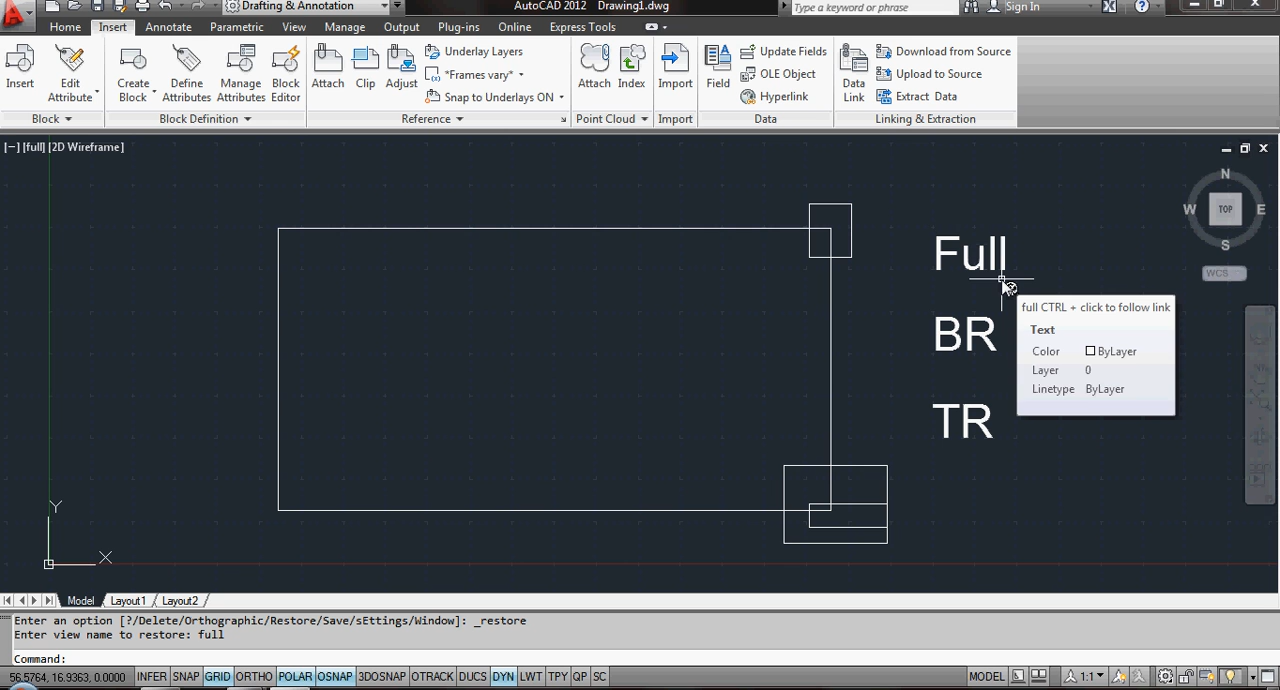 Drafting & Annotation
AutoCAD 2012 Drawing1.dwg
Type a keyword or phrase
Sign In
Home Insert Annotate Parametric View Manage Output Plug-ins Online Express Tools
Insert
Edit Attribute
Create Block
Define Attributes
Manage Attributes
Block Editor
Attach
Clip
Adjust
Underlay Layers
*Frames vary*
Snap to Underlays ON
Attach
Index
Import
Field
Update Fields
OLE Object
Hyperlink
Data Link
Download from Source
Upload to Source
Extract Data
Block Block Definition Reference Point Cloud Import Data Linking & Extraction
[−] [full] [2D Wireframe]
N
W TOP E
S
WCS
Full
full CTRL + click to follow link
Text
Color ByLayer
Layer 0
Linetype ByLayer
BR
TR
Y
X
Model Layout1 Layout2
Enter an option [?/Delete/Orthographic/Restore/Save/sEttings/Window]: _restore
Enter view name to restore: full
Command:
56.5764, 16.9363, 0.0000 INFER SNAP GRID ORTHO POLAR OSNAP 3DOSNAP OTRACK DUCS DYN LWT TPY QP SC MODEL 1:1